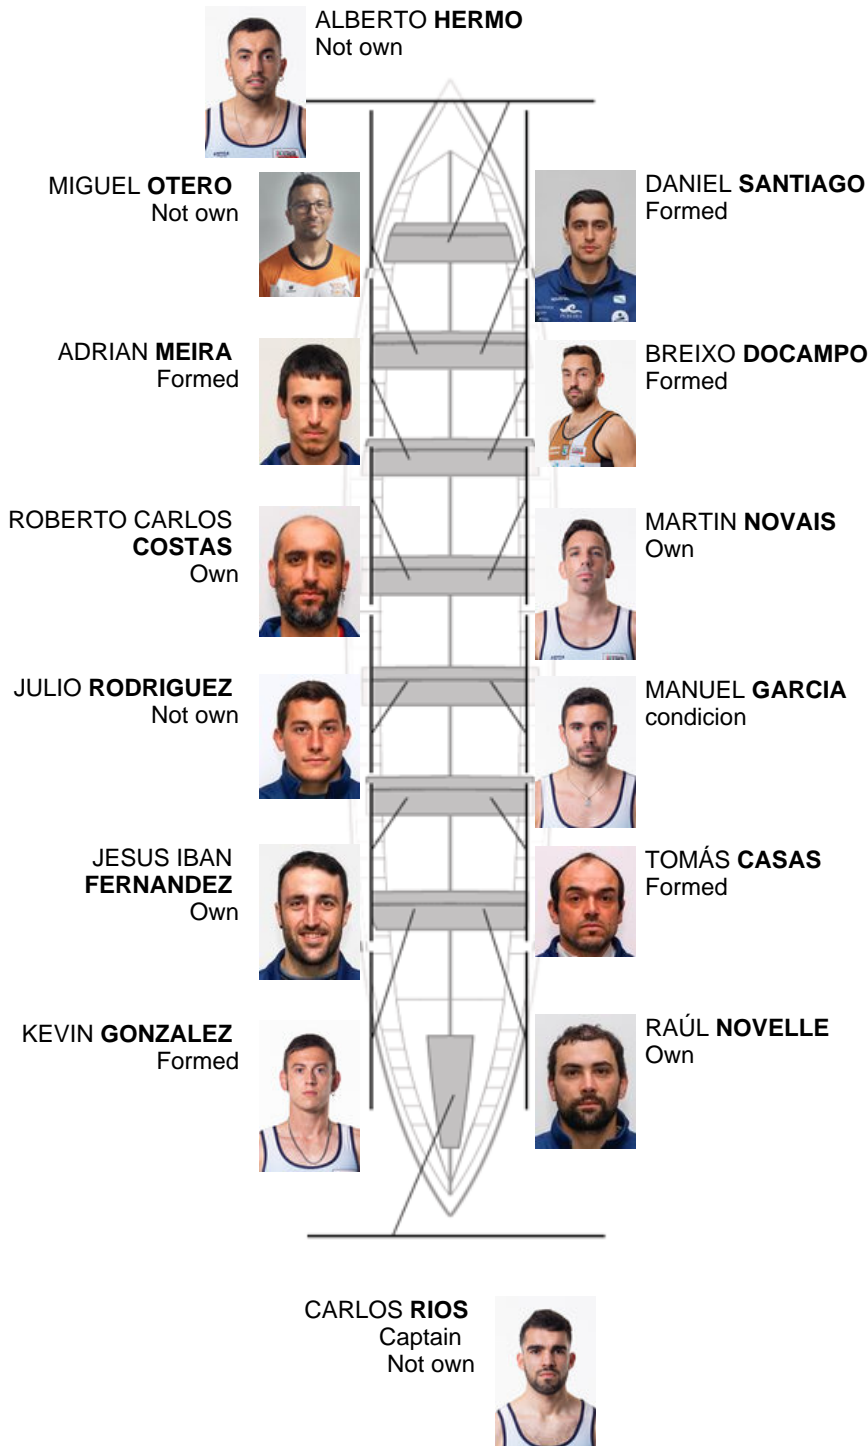 ALBERTO HERMO
Not own
MIGUEL OTERO
Not own
DANIEL SANTIAGO
Formed
ADRIAN MEIRA
Formed
BREIXO DOCAMPO
Formed
ROBERTO CARLOS
COSTAS
Own
MARTIN NOVAIS
Own
JULIO RODRIGUEZ
Not own
MANUEL GARCIA
condicion
JESUS IBAN
FERNANDEZ
Own
TOMÁS CASAS
Formed
KEVIN GONZALEZ
Formed
RAÚL NOVELLE
Own
CARLOS RIOS
Captain
Not own